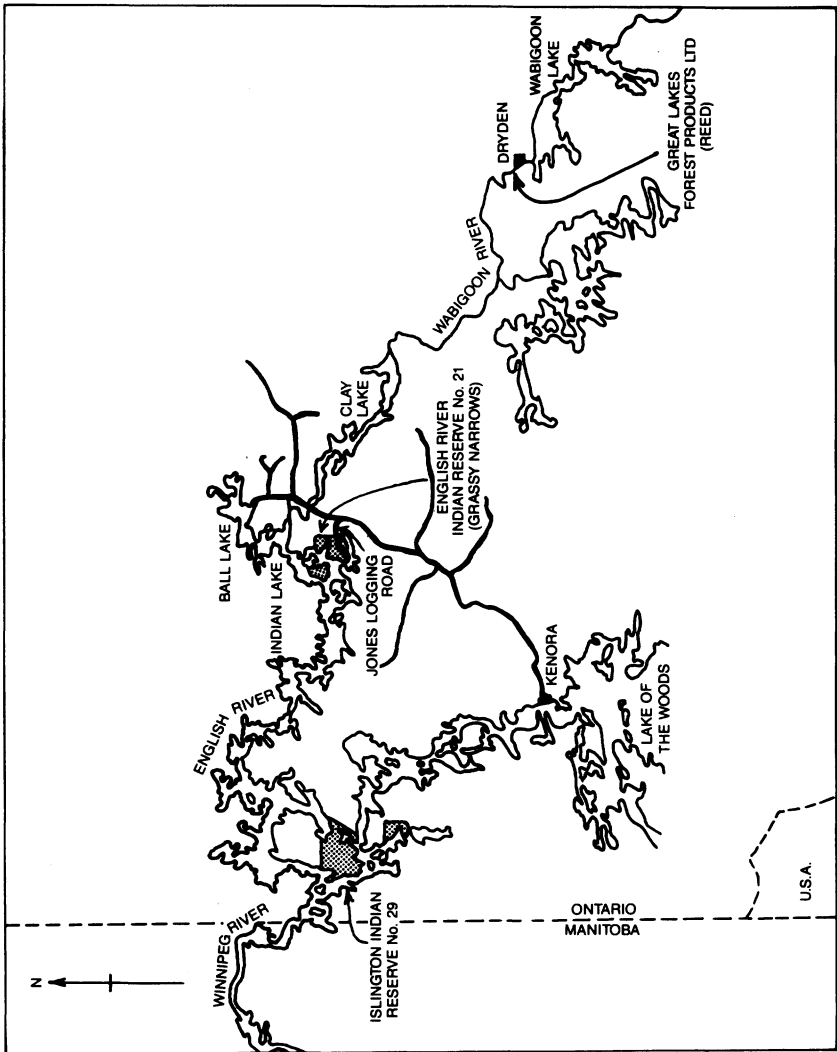 N
WINNIPEG RIVER
ISLINGTON INDIAN
RESERVE No. 29
ONTARIO
MANITOBA
U.S.A.
ENGLISH RIVER
INDIAN LAKE
BALL LAKE
JONES LOGGING
ROAD
ENGLISH RIVER
INDIAN RESERVE No. 21
(GRASSY NARROWS)
CLAY
LAKE
KENORA
LAKE OF
THE WOODS
WABIGOON RIVER
DRYDEN
WABIGOON
LAKE
GREAT LAKES
FOREST PRODUCTS LTD
(REED)